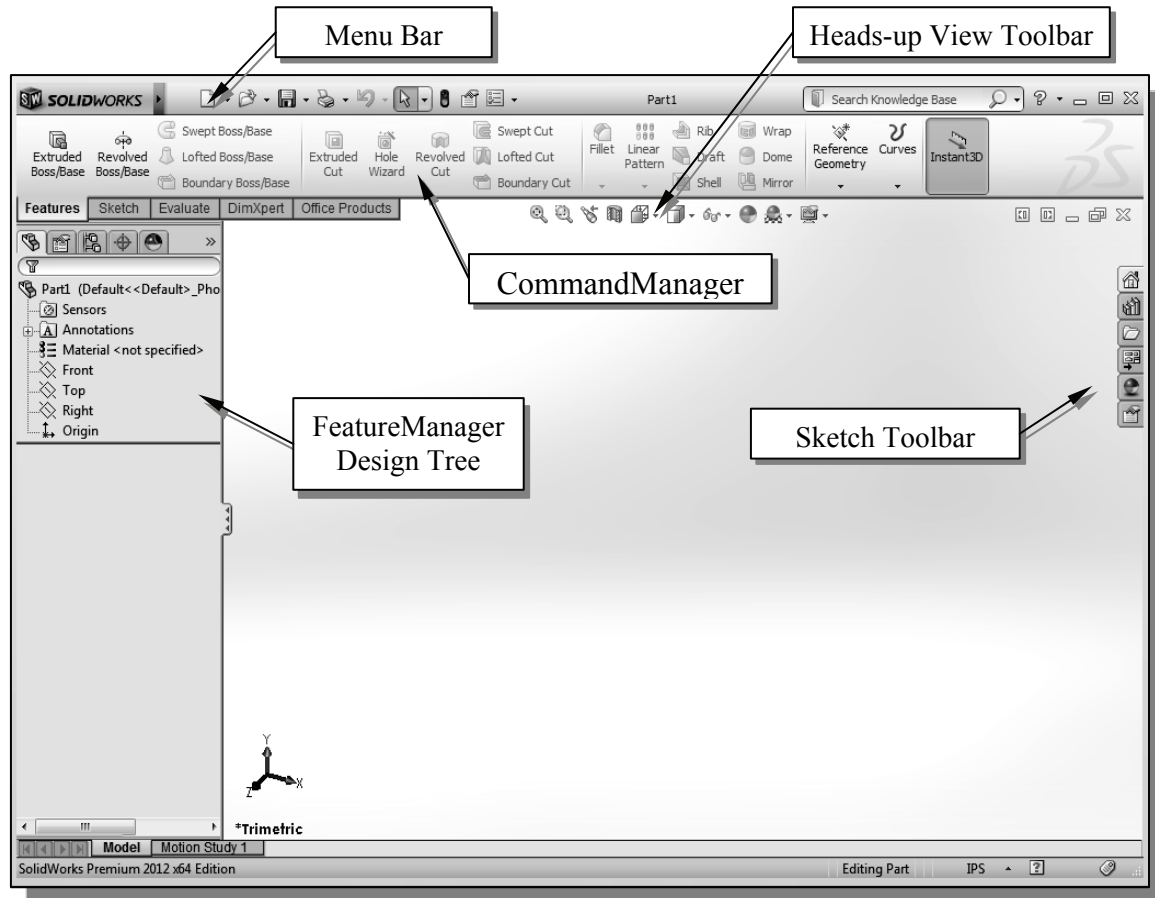 Menu Bar
Heads-up View Toolbar
SOLIDWORKS
Part1
Search Knowledge Base
Extruded Boss/Base
Revolved Boss/Base
Swept Boss/Base
Lofted Boss/Base
Boundary Boss/Base
Extruded Cut
Hole Wizard
Revolved Cut
Swept Cut
Lofted Cut
Boundary Cut
Fillet
Linear Pattern
Rib
Draft
Shell
Wrap
Dome
Mirror
Reference Geometry
Curves
Instant3D
Features
Sketch
Evaluate
DimXpert
Office Products
CommandManager
Part1 (Default<<Default>_Pho
Sensors
Annotations
Material <not specified>
Front
Top
Right
Origin
FeatureManager
Design Tree
Sketch Toolbar
Y
X
Z
*Trimetric
Model
Motion Study 1
SolidWorks Premium 2012 x64 Edition
Editing Part
IPS